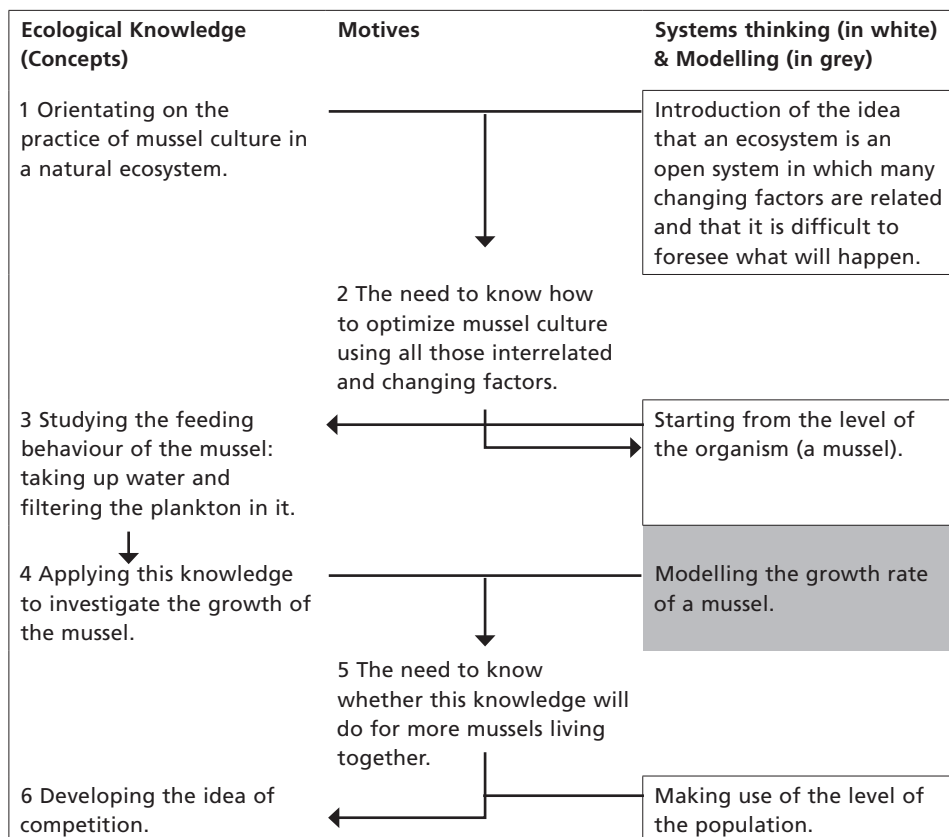 Ecological Knowledge
(Concepts)
Motives
Systems thinking (in white)
& Modelling (in grey)
1 Orientating on the
practice of mussel culture in
a natural ecosystem.
Introduction of the idea
that an ecosystem is an
open system in which many
changing factors are related
and that it is difficult to
foresee what will happen.
2 The need to know how
to optimize mussel culture
using all those interrelated
and changing factors.
3 Studying the feeding
behaviour of the mussel:
taking up water and
filtering the plankton in it.
Starting from the level of
the organism (a mussel).
4 Applying this knowledge
to investigate the growth of
the mussel.
Modelling the growth rate
of a mussel.
5 The need to know
whether this knowledge will
do for more mussels living
together.
6 Developing the idea of
competition.
Making use of the level of
the population.